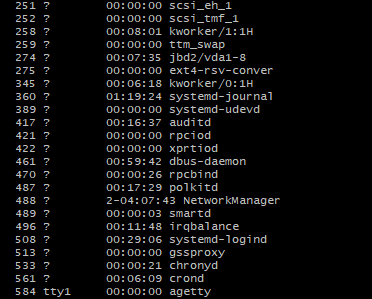 251 ? 00:00:00 scsi_eh_1
252 ? 00:00:00 scsi_tmf_1
258 ? 00:08:01 kworker/1:1H
259 ? 00:00:00 ttm_swap
274 ? 00:07:35 jbd2/vda1-8
275 ? 00:00:00 ext4-rsv-conver
345 ? 00:06:18 kworker/0:1H
360 ? 01:19:24 systemd-journal
389 ? 00:00:00 systemd-udevd
417 ? 00:16:37 auditd
421 ? 00:00:00 rpciod
422 ? 00:00:00 xprtiod
461 ? 00:59:42 dbus-daemon
470 ? 00:00:26 rpcbind
487 ? 00:17:29 polkitd
488 ? 2-04:07:43 NetworkManager
489 ? 00:00:03 smartd
496 ? 00:11:48 irqbalance
508 ? 00:29:06 systemd-logind
513 ? 00:00:00 gssproxy
533 ? 00:00:21 chronyd
561 ? 00:06:09 crond
584 tty1 00:00:00 agetty